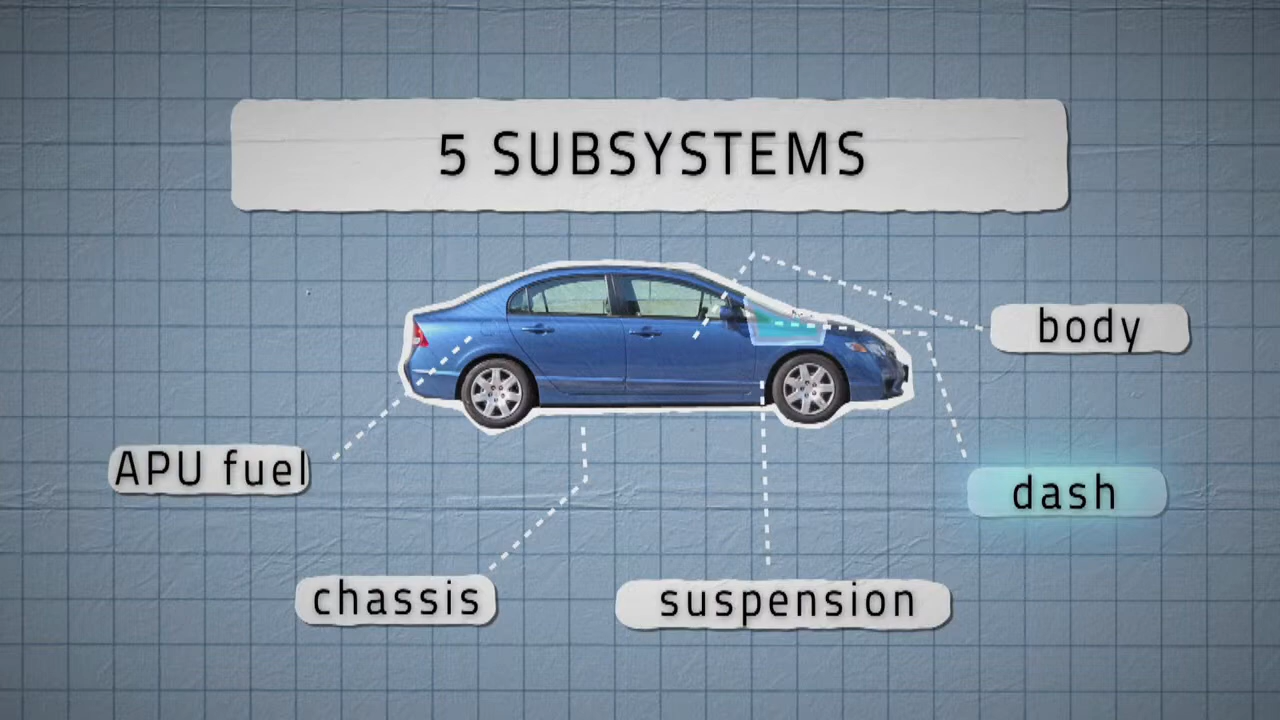 5 SUBSYSTEMS
body
APU fuel
dash
chassis
suspension